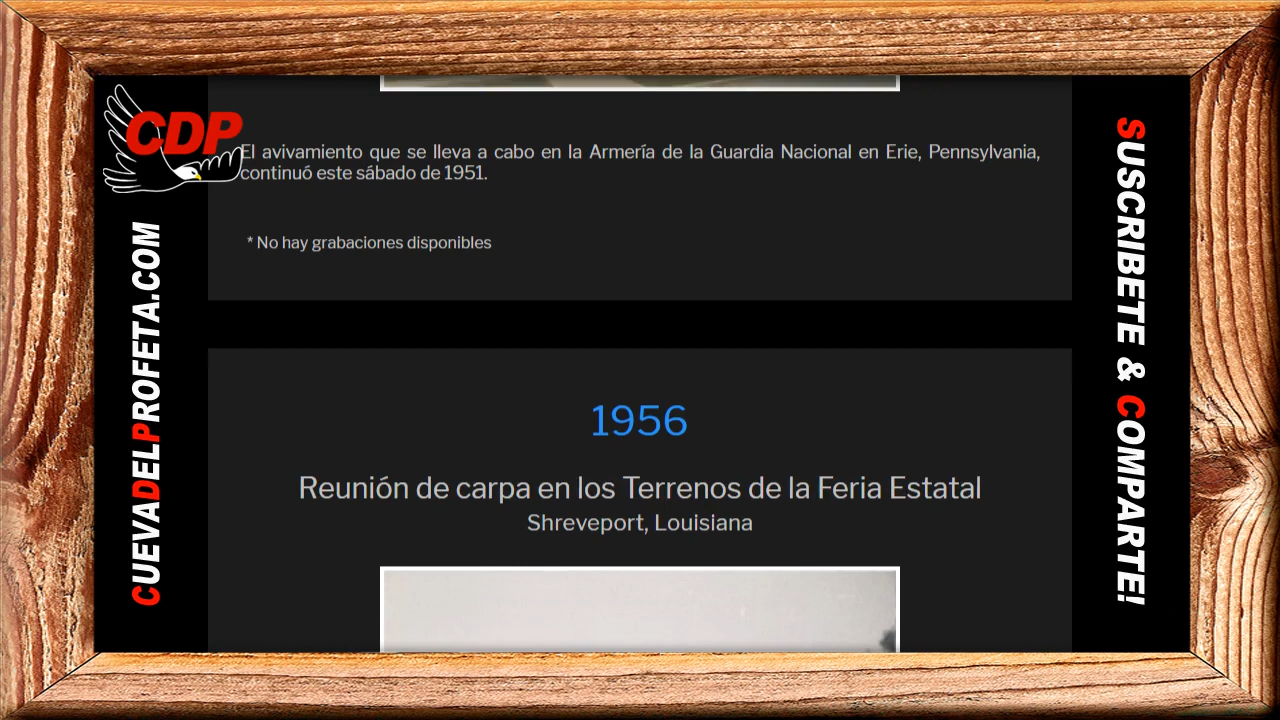 CDP
El avivamiento que se lleva a cabo en la Armería de la Guardia Nacional en Erie, Pennsylvania,
continuó este sábado de 1951.
* No hay grabaciones disponibles
1956
Reunión de carpa en los Terrenos de la Feria Estatal
Shreveport, Louisiana
CUEVADELPROFETA.COM
SUSCRIBETE & COMPARTE!